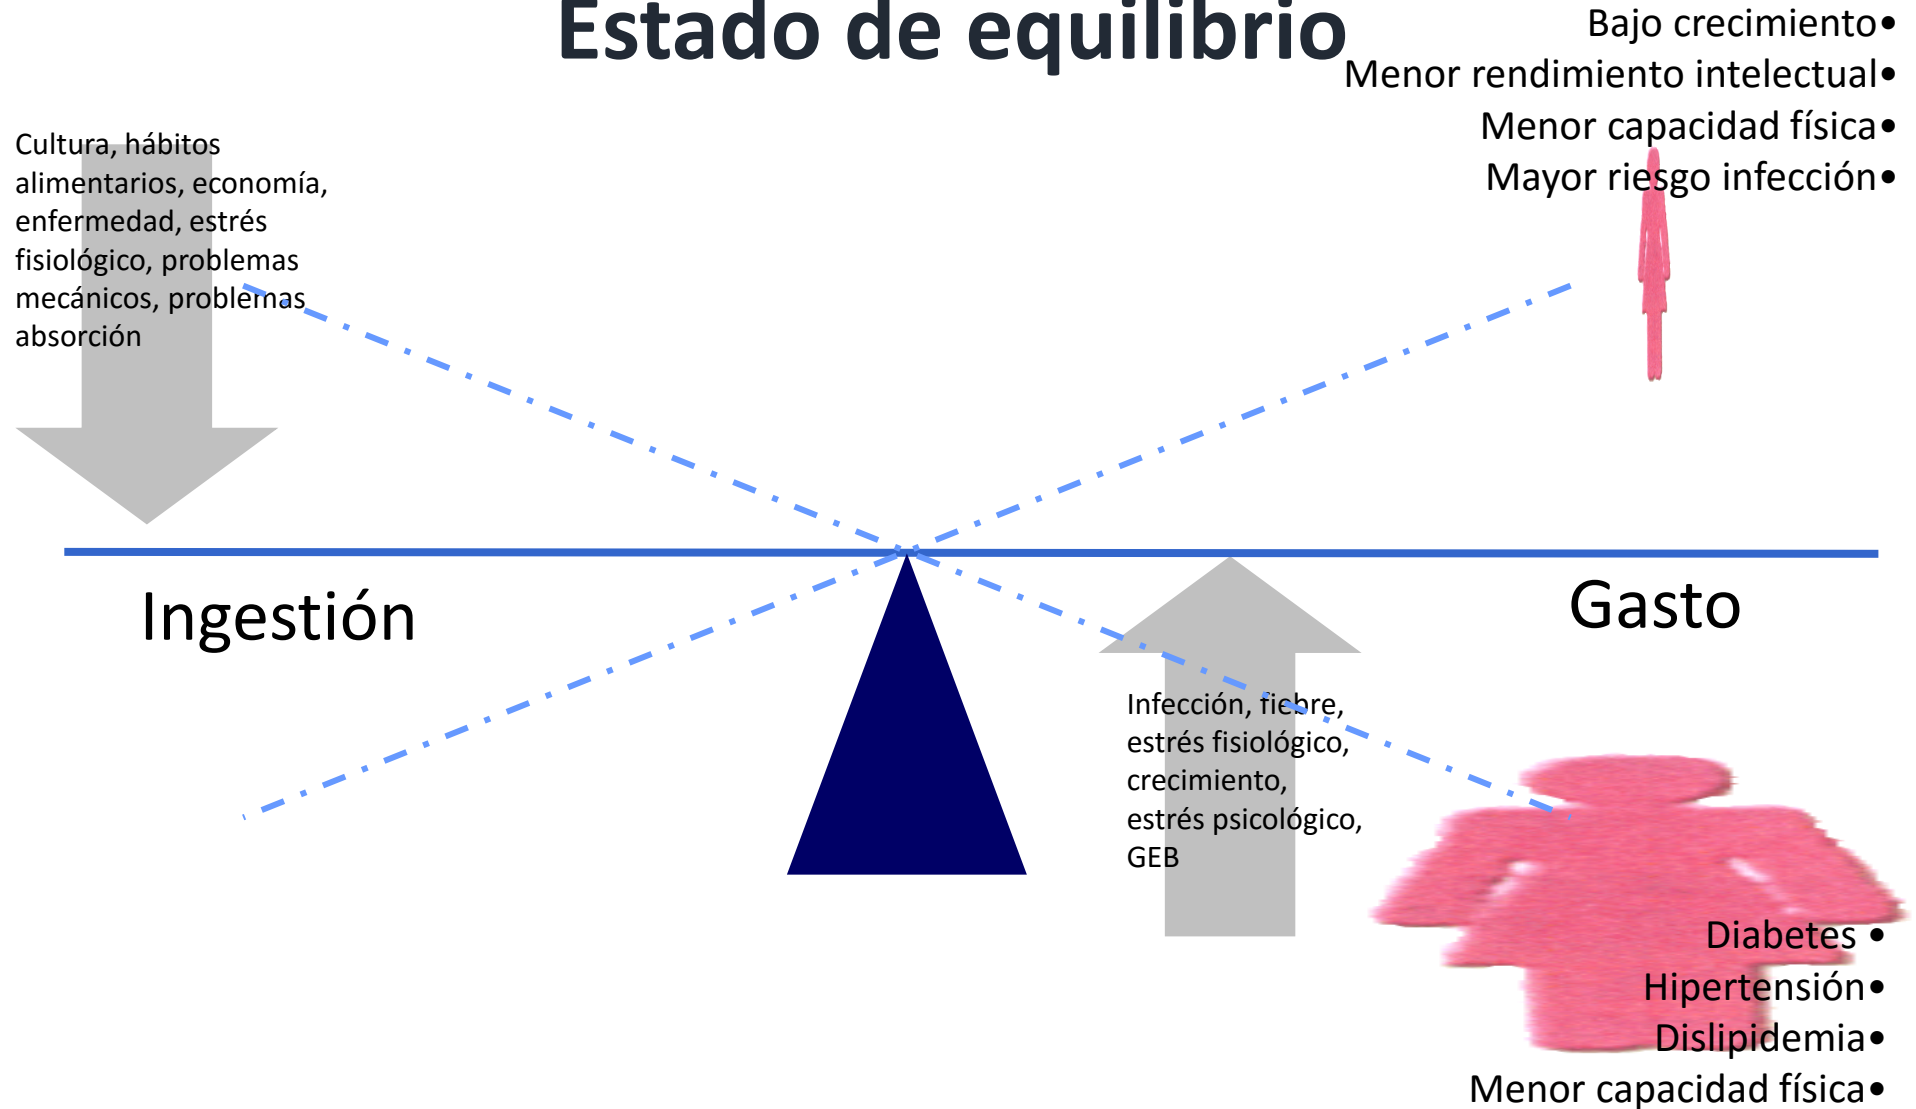 Estado de equilibrio
Bajo crecimiento•
Menor rendimiento intelectual•
Menor capacidad física•
Mayor riesgo infección•
Cultura, hábitos
alimentarios, economía,
enfermedad, estrés
fisiológico, problemas
mecánicos, problemas
absorción
Ingestión
Gasto
Infección, fiebre,
estrés fisiológico,
crecimiento,
estrés psicológico,
GEB
Diabetes •
Hipertensión•
Dislipidemia•
Menor capacidad física•